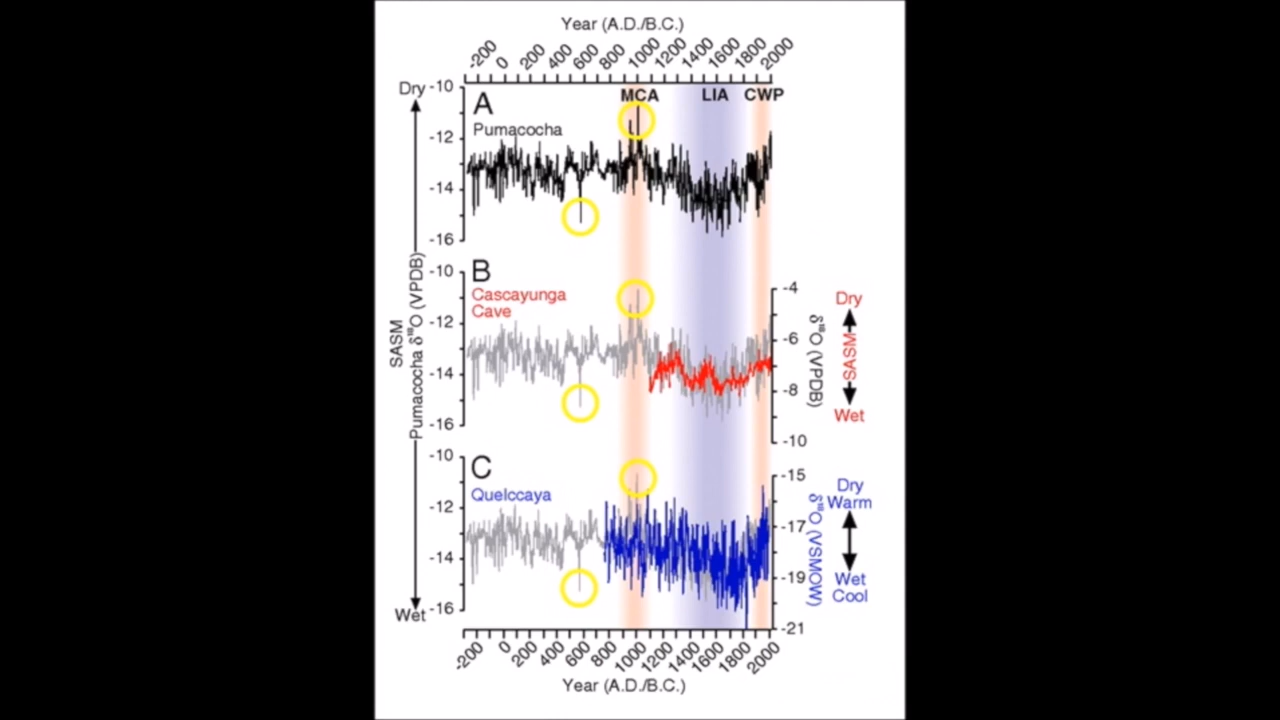 Year (A.D./B.C.)
-200 0 200 400 600 800 1000 1200 1400 1600 1800 2000
MCA LIA CWP
Dry
-10
A
Pumacocha
-12
-14
-16
SASM
Pumacocha δ¹⁸O (VPDB)
-10
B
Cascayunga
Cave
-12
-14
-16
-4
-6
-8
-10
δ¹⁸O (VPDB)
Dry
SASM
Wet
-10
C
Quelccaya
-12
-14
-16
Wet
-15
-17
-19
-21
δ¹⁸O (VSMOW)
Dry
Warm
Wet
Cool
-200 0 200 400 600 800 1000 1200 1400 1600 1800 2000
Year (A.D./B.C.)